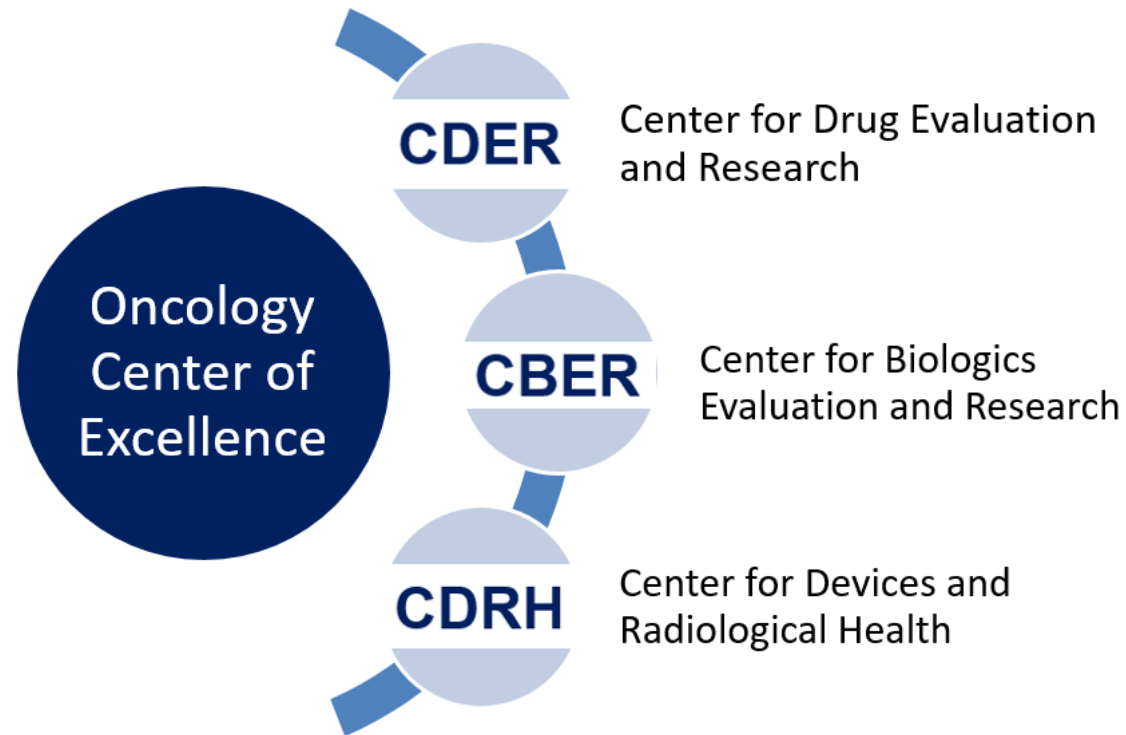 Oncology
Center of
Excellence
CDER
Center for Drug Evaluation
and Research
CBER
Center for Biologics
Evaluation and Research
CDRH
Center for Devices and
Radiological Health